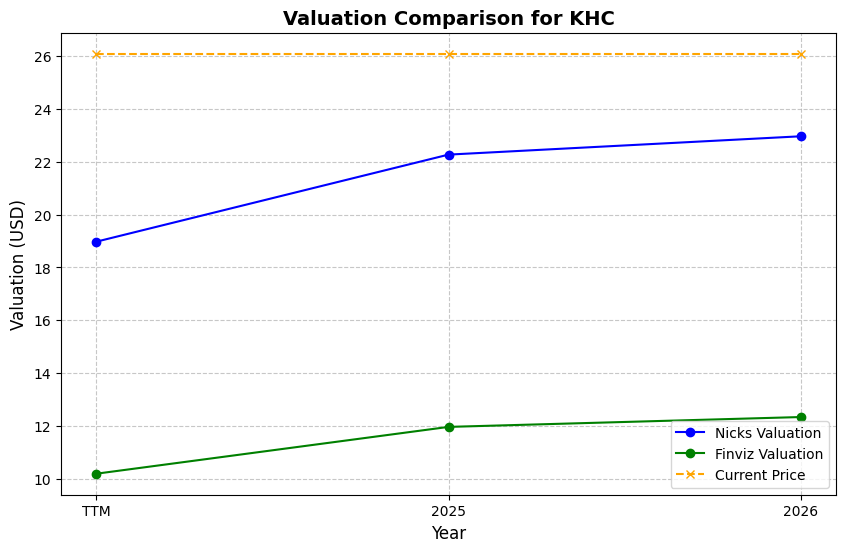 Valuation Comparison for KHC
Valuation (USD)
26
24
22
20
18
16
14
12
10
Nicks Valuation
Finviz Valuation
Current Price
TTM 2025 2026
Year